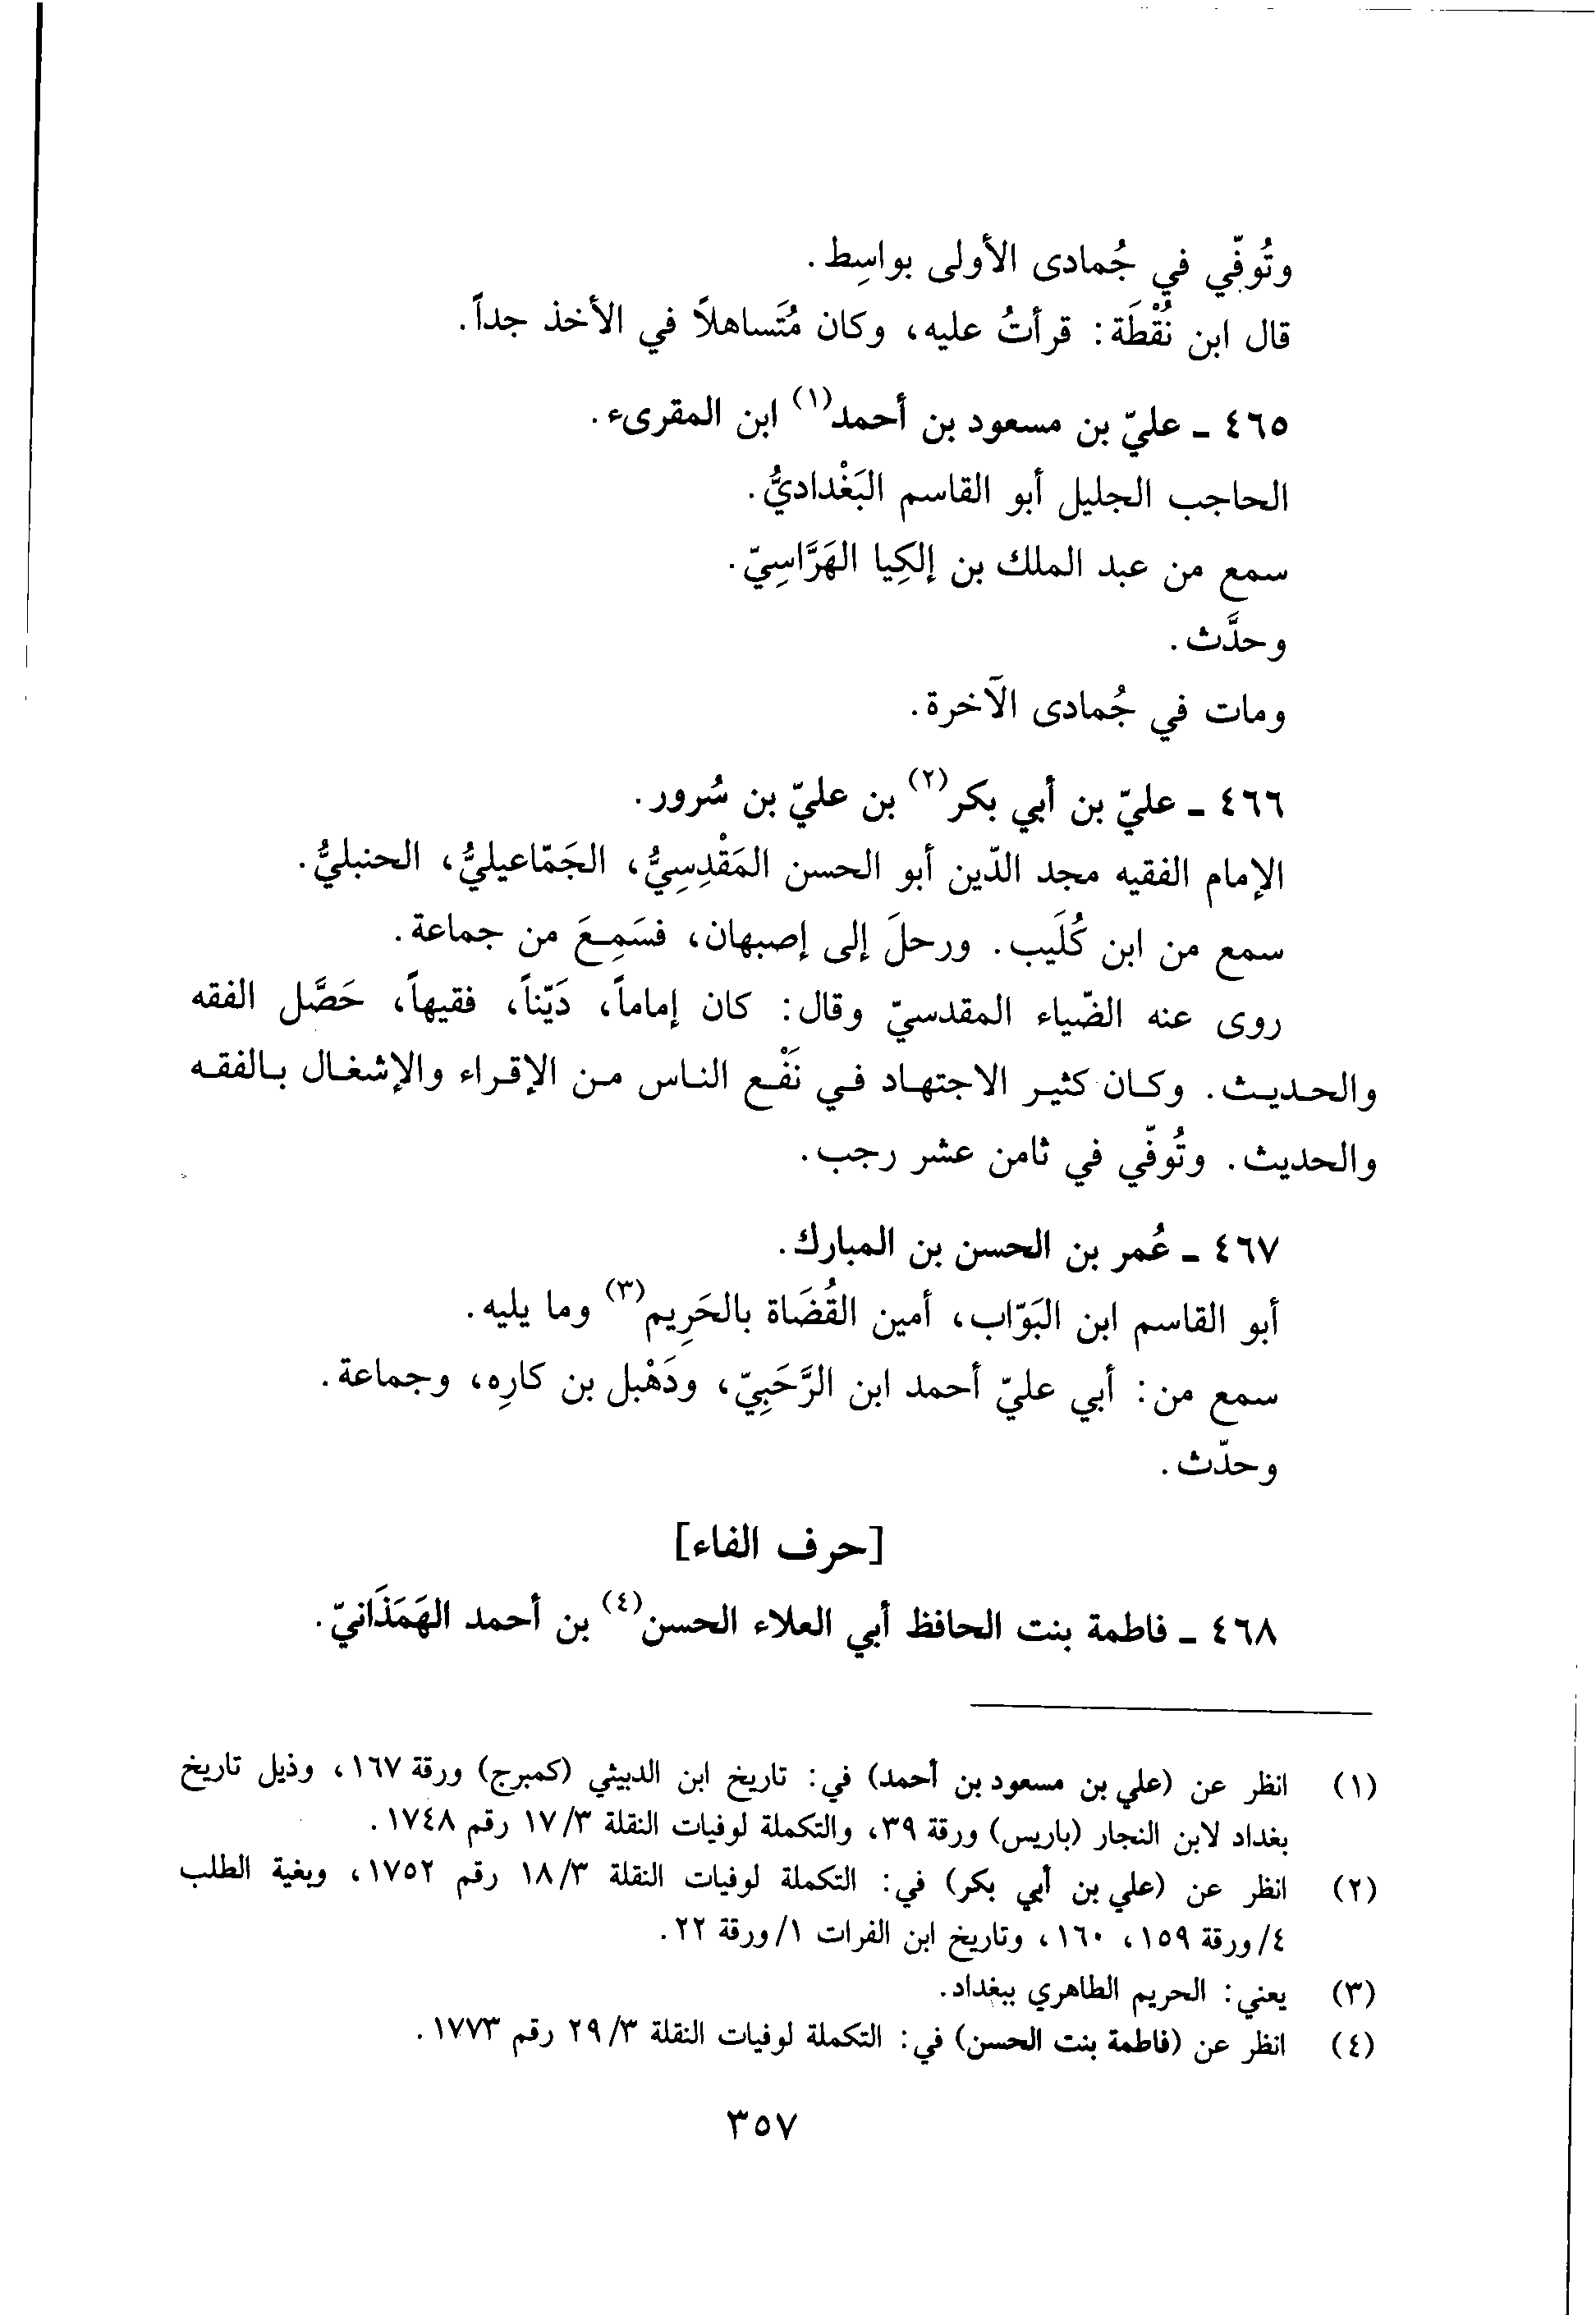 وتُوفّي في جُمادى الأولى بواسِط.
قال ابن نُقْطَة: قرأتُ عليه، وكان مُتَساهلاً في الأخذ جداً.
٤٦٥ ـ عليّ بن مسعود بن أحمد(١) ابن المقرىء.
الحاجب الجليل أبو القاسم البَغْداديُّ.
سمع من عبد الملك بن إلكِيا الهَرَّاسِيّ.
وحدَّث.
ومات في جُمادى الآخرة.
٤٦٦ ـ عليّ بن أبي بكر(٢) بن عليّ بن سُرور.
الإمام الفقيه مجد الدّين أبو الحسن المَقْدِسِيُّ، الجَمّاعيليُّ، الحنبليُّ.
سمع من ابن كُلَيب. ورحلَ إلى إصبهان، فسَمِعَ من جماعة.
روى عنه الضّياء المقدسيّ وقال: كان إماماً، دَيّناً، فقيهاً، حَصَّل الفقه
والحديث. وكان كثير الاجتهاد في نَفْع الناس من الإقراء والإشغال بالفقه
والحديث. وتُوفّي في ثامن عشر رجب.
٤٦٧ ـ عُمر بن الحسن بن المبارك.
أبو القاسم ابن البَوّاب، أمين القُضَاة بالحَرِيم(٣) وما يليه.
سمع من: أبي عليّ أحمد ابن الرَّحَبِيّ، ودَهْبل بن كارِه، وجماعة.
وحدّث.
[حرف الفاء]
٤٦٨ ـ فاطمة بنت الحافظ أبي العلاء الحسن(٤) بن أحمد الهَمَذَانيّ.
(١) انظر عن (علي بن مسعود بن أحمد) في: تاريخ ابن الدبيثي (كمبرج) ورقة ١٦٧، وذيل تاريخ
بغداد لابن النجار (باريس) ورقة ٣٩، والتكملة لوفيات النقلة ١٧/٣ رقم ١٧٤٨.
(٢) انظر عن (علي بن أبي بكر) في: التكملة لوفيات النقلة ١٨/٣ رقم ١٧٥٢، وبغية الطلب
٤/ورقة ١٥٩، ١٦٠، وتاريخ ابن الفرات ١/ورقة ٢٢.
(٣) يعني: الحريم الطاهري ببغداد.
(٤) انظر عن (فاطمة بنت الحسن) في: التكملة لوفيات النقلة ٢٩/٣ رقم ١٧٧٣.
٣٥٧